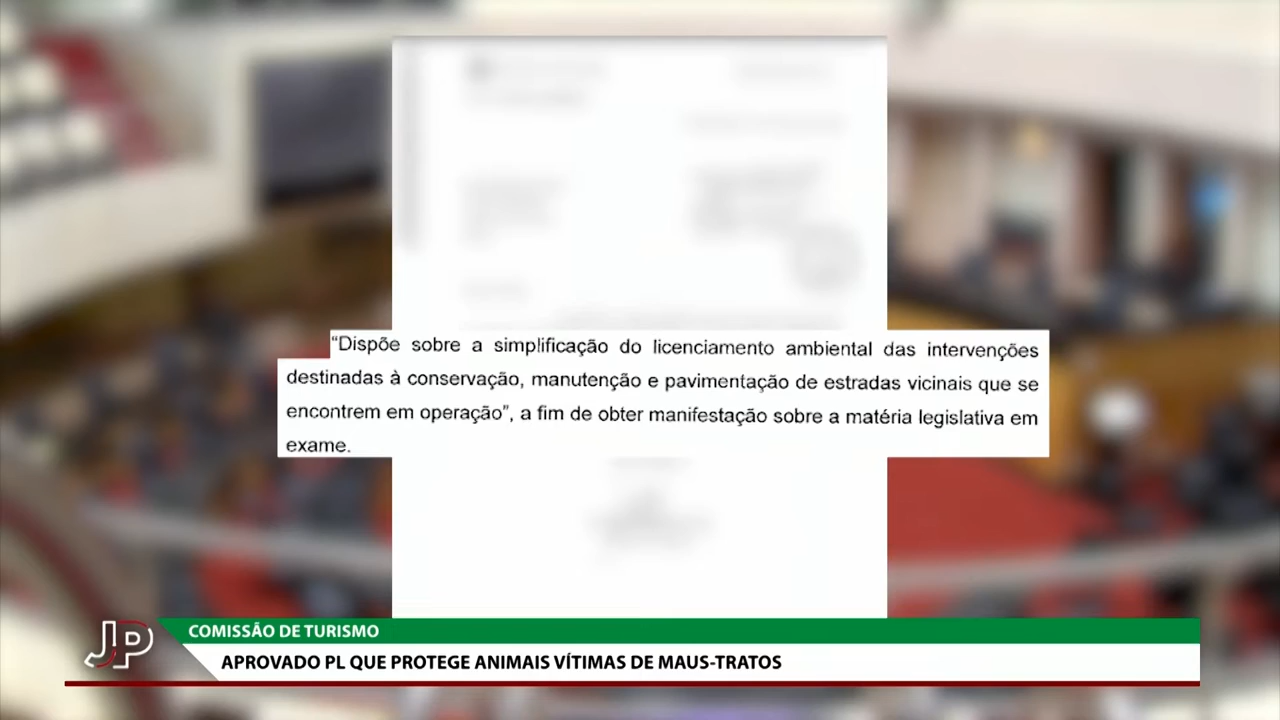 “Dispõe sobre a simplificação do licenciamento ambiental das intervenções
destinadas à conservação, manutenção e pavimentação de estradas vicinais que se
encontrem em operação”, a fim de obter manifestação sobre a matéria legislativa em
exame.
JP
COMISSÃO DE TURISMO
APROVADO PL QUE PROTEGE ANIMAIS VÍTIMAS DE MAUS-TRATOS